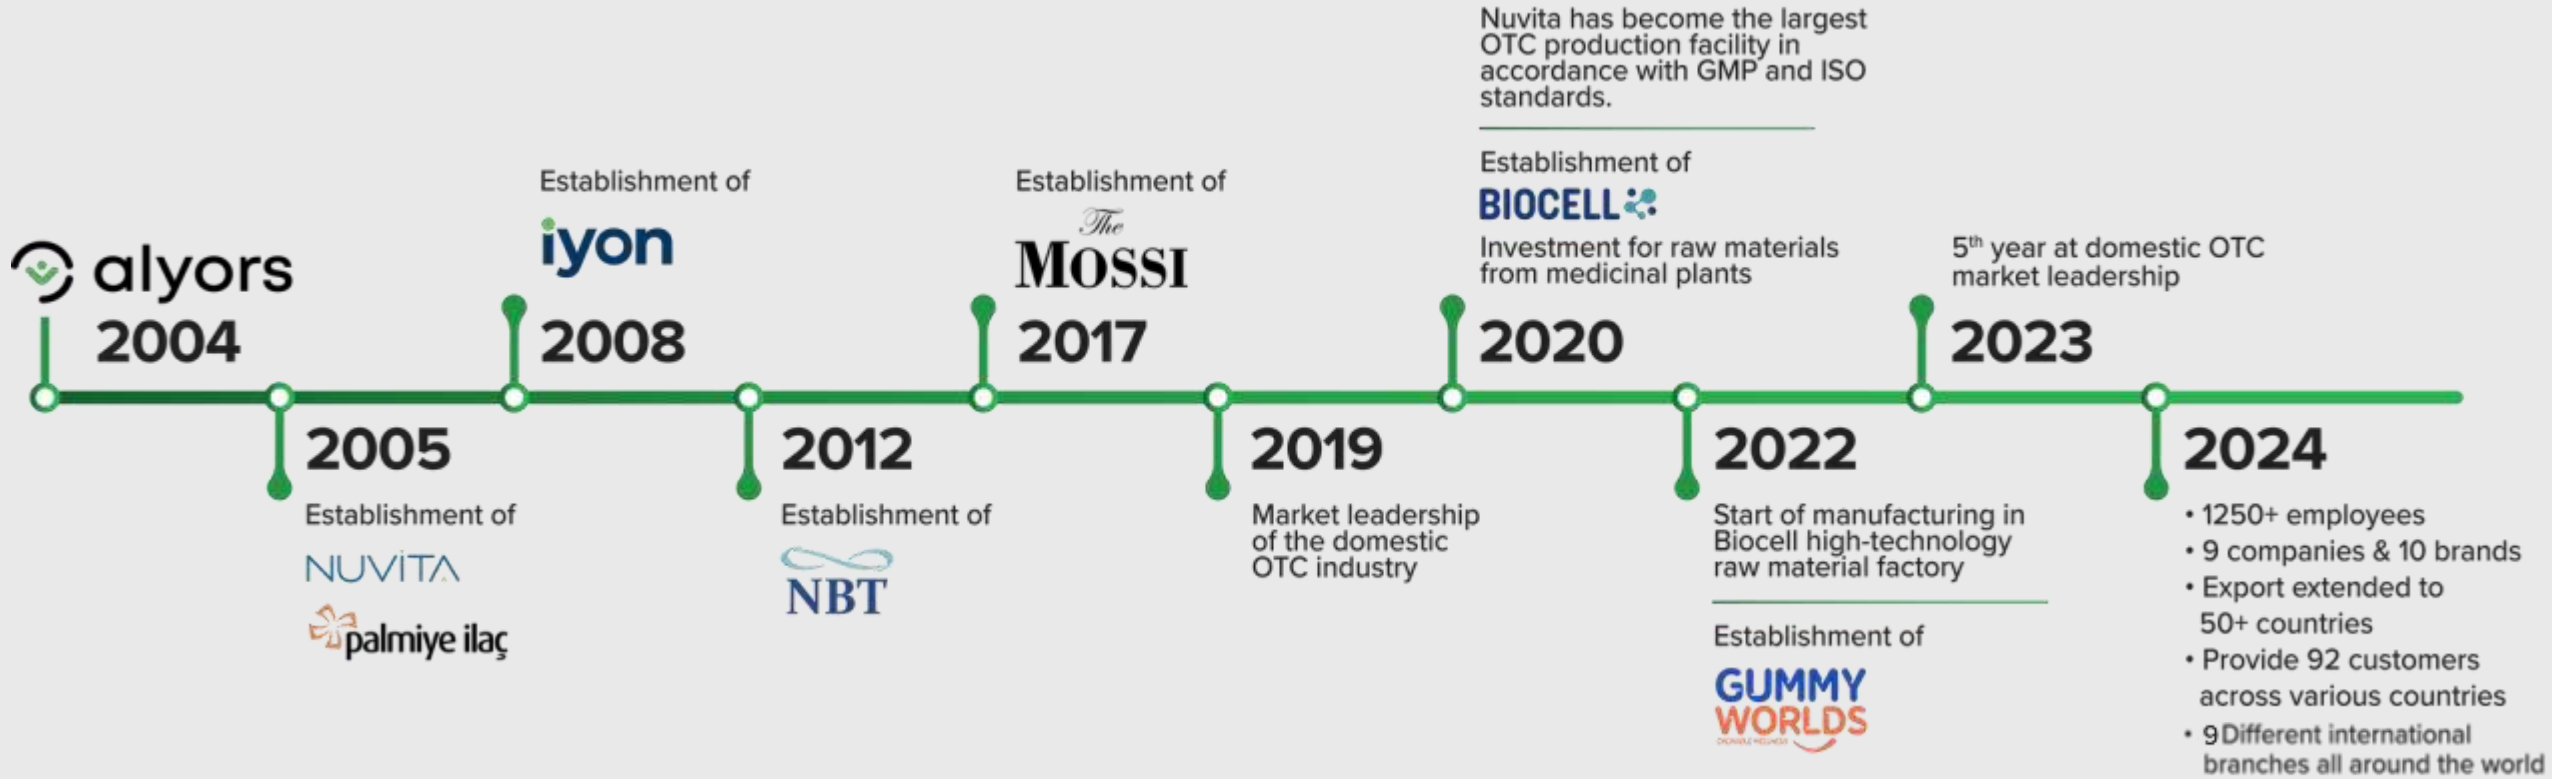 alyors
2004
2005
Establishment of
NUVİTA
palmiye ilaç
Establishment of
iyon
2008
2012
Establishment of
NBT
Establishment of
The
MOSSI
2017
2019
Market leadership
of the domestic
OTC industry
Nuvita has become the largest
OTC production facility in
accordance with GMP and ISO
standards.
Establishment of
BIOCELL
Investment for raw materials
from medicinal plants
2020
2022
Start of manufacturing in
Biocell high-technology
raw material factory
Establishment of
GUMMY
WORLDS
5th year at domestic OTC
market leadership
2023
2024
• 1250+ employees
• 9 companies & 10 brands
• Export extended to
50+ countries
• Provide 92 customers
across various countries
• 9 Different international
branches all around the world